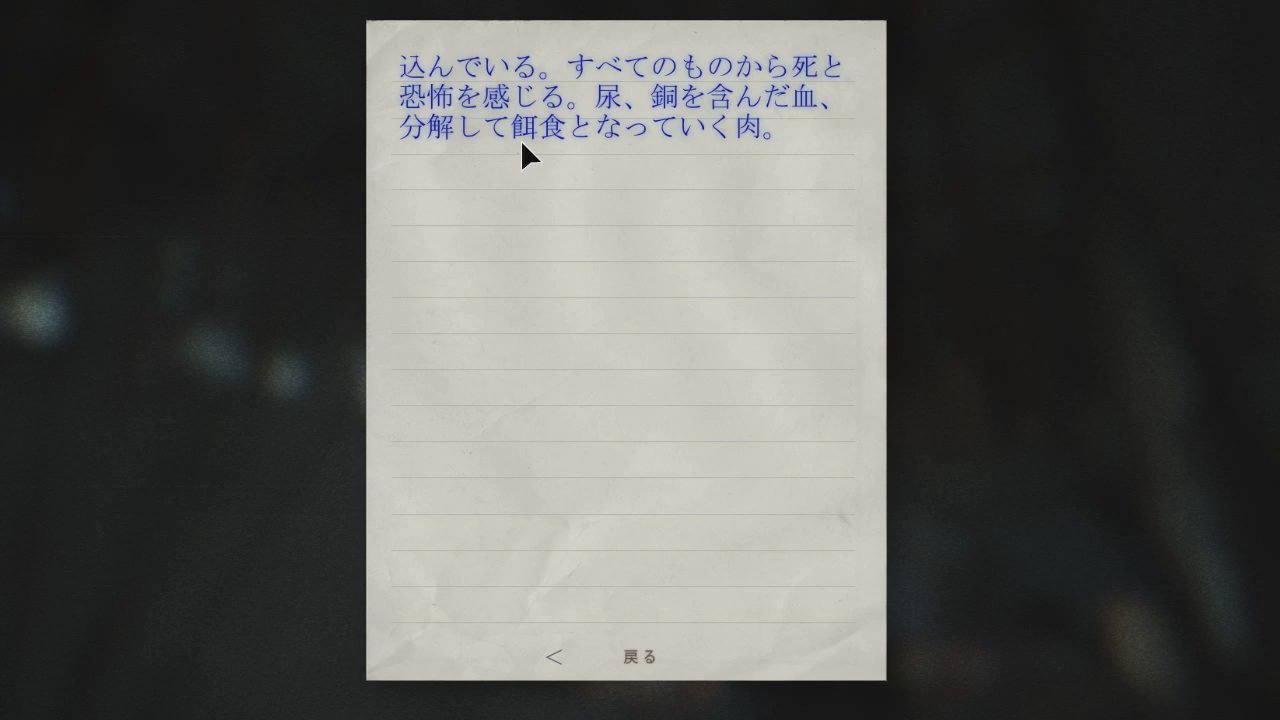 込んでいる。すべてのものから死と
恐怖を感じる。尿、銅を含んだ血、
分解して餌食となっていく肉。
＜ 戻る